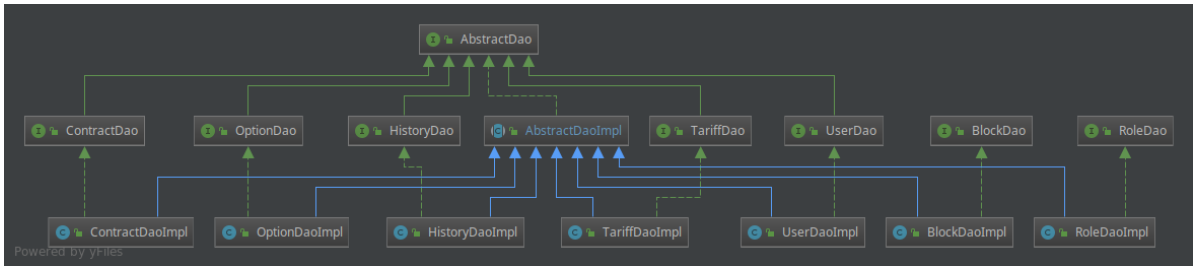 AbstractDao
ContractDao OptionDao HistoryDao AbstractDaoImpl TariffDao UserDao BlockDao RoleDao
ContractDaoImpl OptionDaoImpl HistoryDaoImpl TariffDaoImpl UserDaoImpl BlockDaoImpl RoleDaoImpl
Powered by yFiles